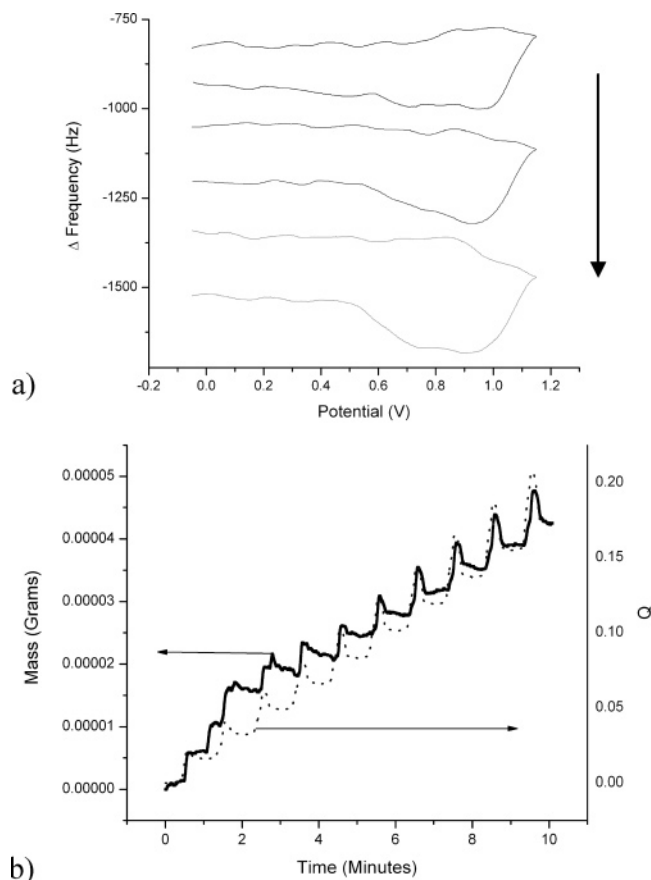 -750
-1000
-1250
-1500
Δ Frequency (Hz)
-0.2 0.0 0.2 0.4 0.6 0.8 1.0 1.2
Potential (V)
a)
0.00005
0.00004
0.00003
0.00002
0.00001
0.00000
Mass (Grams)
0.20
0.15
0.10
0.05
0.00
Q
0 2 4 6 8 10
Time (Minutes)
b)